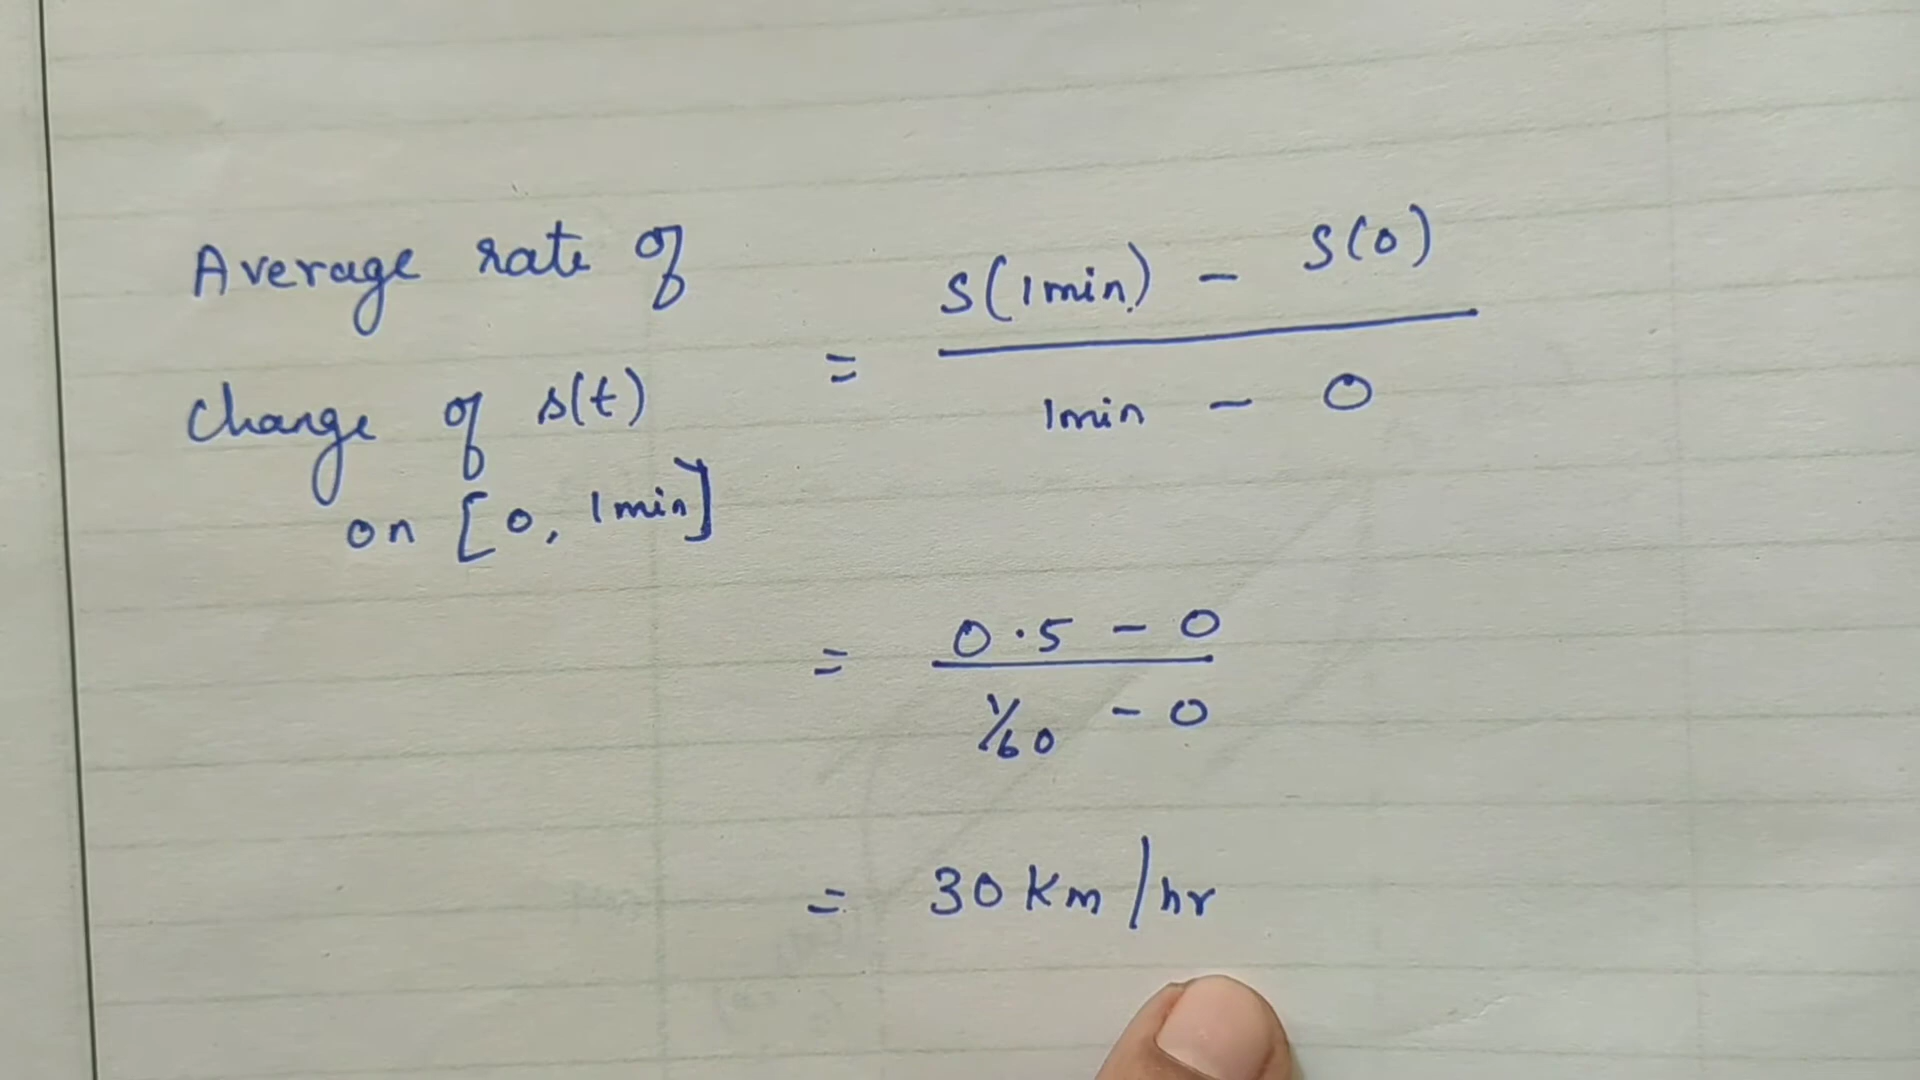 Average rate of
change of s(t)
on [0, 1min]
= s(1min) - s(0) / 1min - 0
= 0.5 - 0 / 1/60 - 0
= 30 km/hr